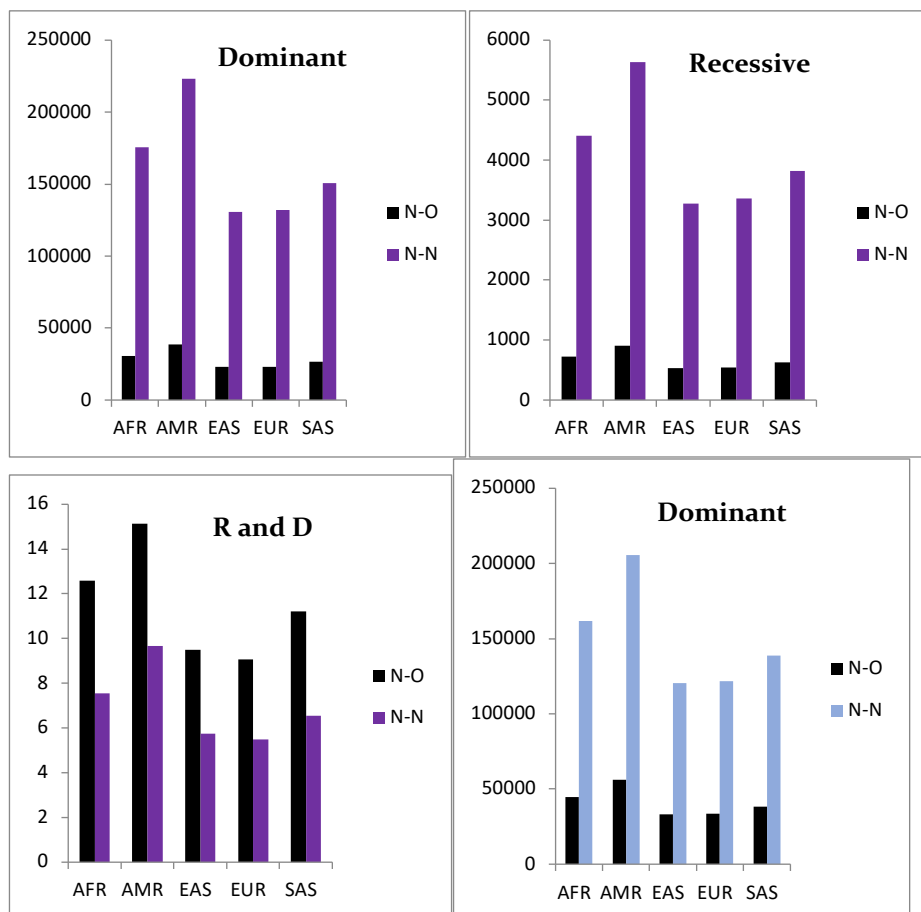 Dominant
250000
200000
150000
100000
50000
0
AFR AMR EAS EUR SAS
N-O
N-N
Recessive
6000
5000
4000
3000
2000
1000
0
AFR AMR EAS EUR SAS
N-O
N-N
R and D
16
14
12
10
8
6
4
2
0
AFR AMR EAS EUR SAS
N-O
N-N
Dominant
250000
200000
150000
100000
50000
0
AFR AMR EAS EUR SAS
N-O
N-N